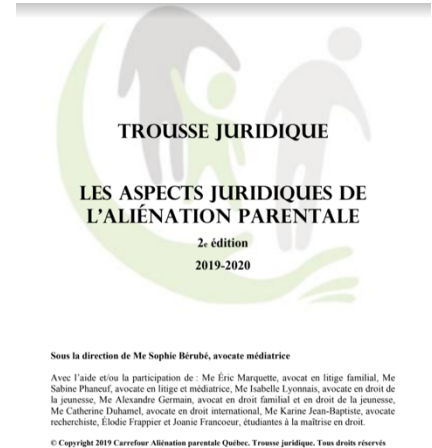 TROUSSE JURIDIQUE
LES ASPECTS JURIDIQUES DE
L'ALIÉNATION PARENTALE
2e édition
2019-2020
Sous la direction de Me Sophie Bérubé, avocate médiatrice
Avec l'aide et/ou la participation de : Me Éric Marquette, avocat en litige familial, Me
Sabine Phaneuf, avocate en litige et médiatrice, Me Isabelle Lyonnais, avocate en droit de
la jeunesse, Me Alexandre Germain, avocat en droit familial et en droit de la jeunesse,
Me Catherine Duhamel, avocate en droit international, Me Karine Jean-Baptiste, avocate
recherchiste, Élodie Frappier et Joanie Francoeur, étudiantes à la maîtrise en droit.
© Copyright 2019 Carrefour Aliénation parentale Québec. Trousse juridique. Tous droits réservés